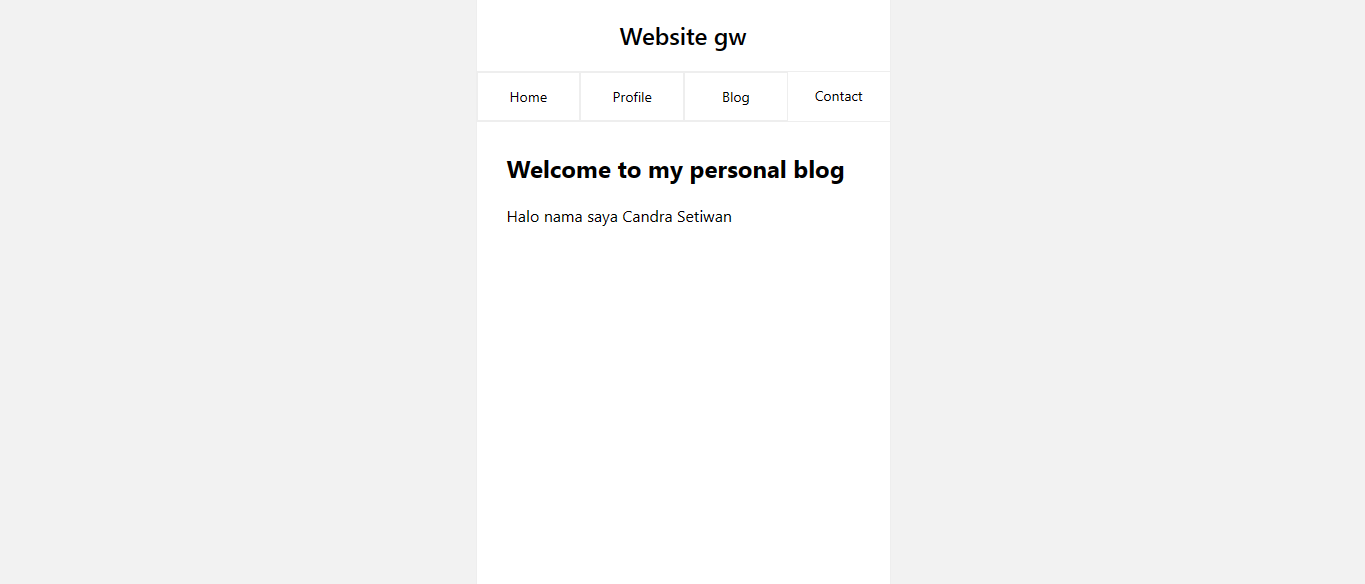 Website gw
Home Profile Blog Contact
Welcome to my personal blog
Halo nama saya Candra Setiwan